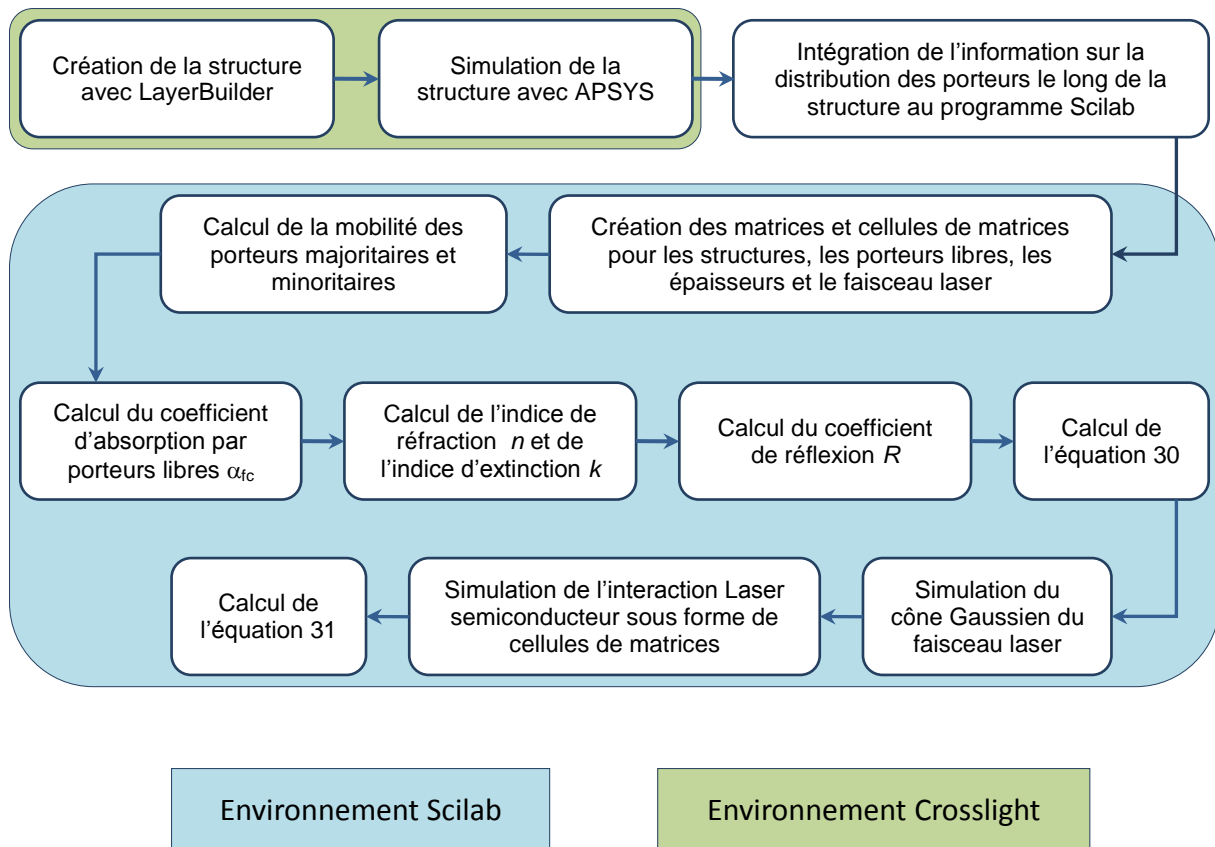 Création de la structure
avec LayerBuilder
Simulation de la
structure avec APSYS
Intégration de l'information sur la
distribution des porteurs le long de la
structure au programme Scilab
Création des matrices et cellules de matrices
pour les structures, les porteurs libres, les
épaisseurs et le faisceau laser
Calcul de la mobilité des
porteurs majoritaires et
minoritaires
Calcul du coefficient
d'absorption par
porteurs libres αfc
Calcul de l'indice de
réfraction n et de
l'indice d'extinction k
Calcul du coefficient
de réflexion R
Calcul de
l'équation 30
Simulation du
cône Gaussien du
faisceau laser
Simulation de l'interaction Laser
semiconducteur sous forme de
cellules de matrices
Calcul de
l'équation 31
Environnement Scilab
Environnement Crosslight